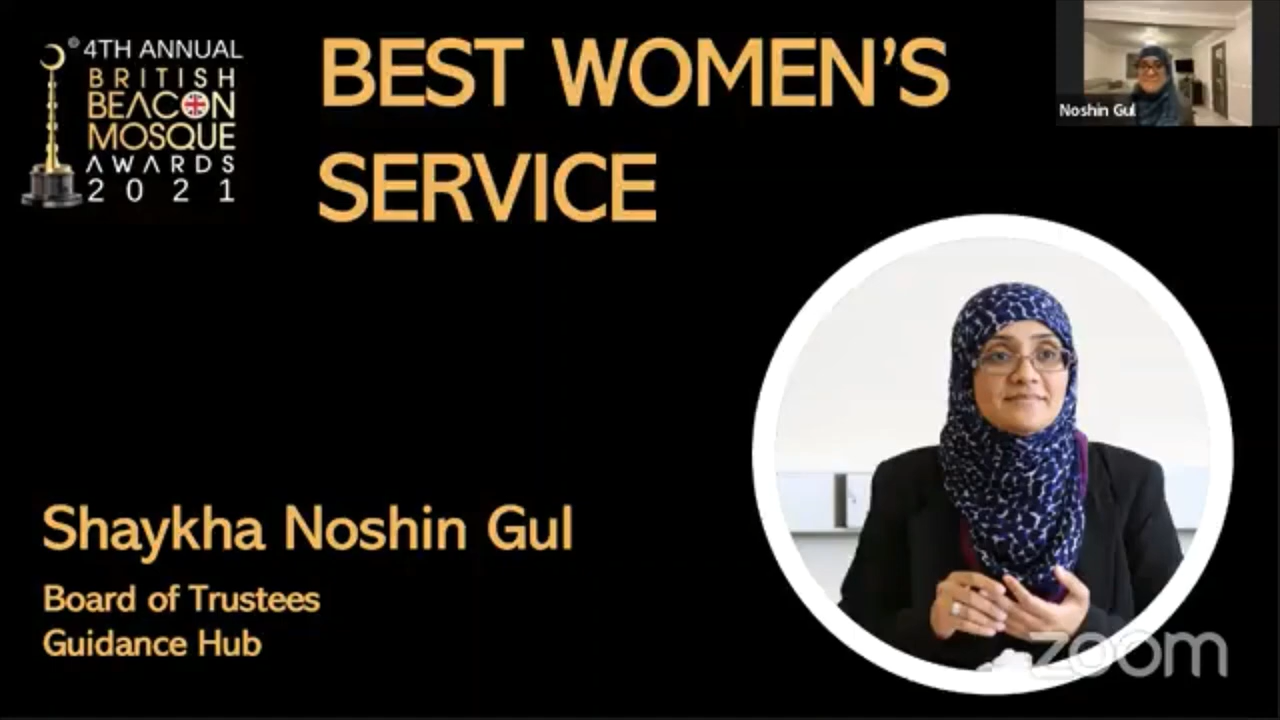 4TH ANNUAL
BRITISH
BEACON
MOSQUE
AWARDS
2021
BEST WOMEN'S
SERVICE
Noshin Gul
Shaykha Noshin Gul
Board of Trustees
Guidance Hub
zoom